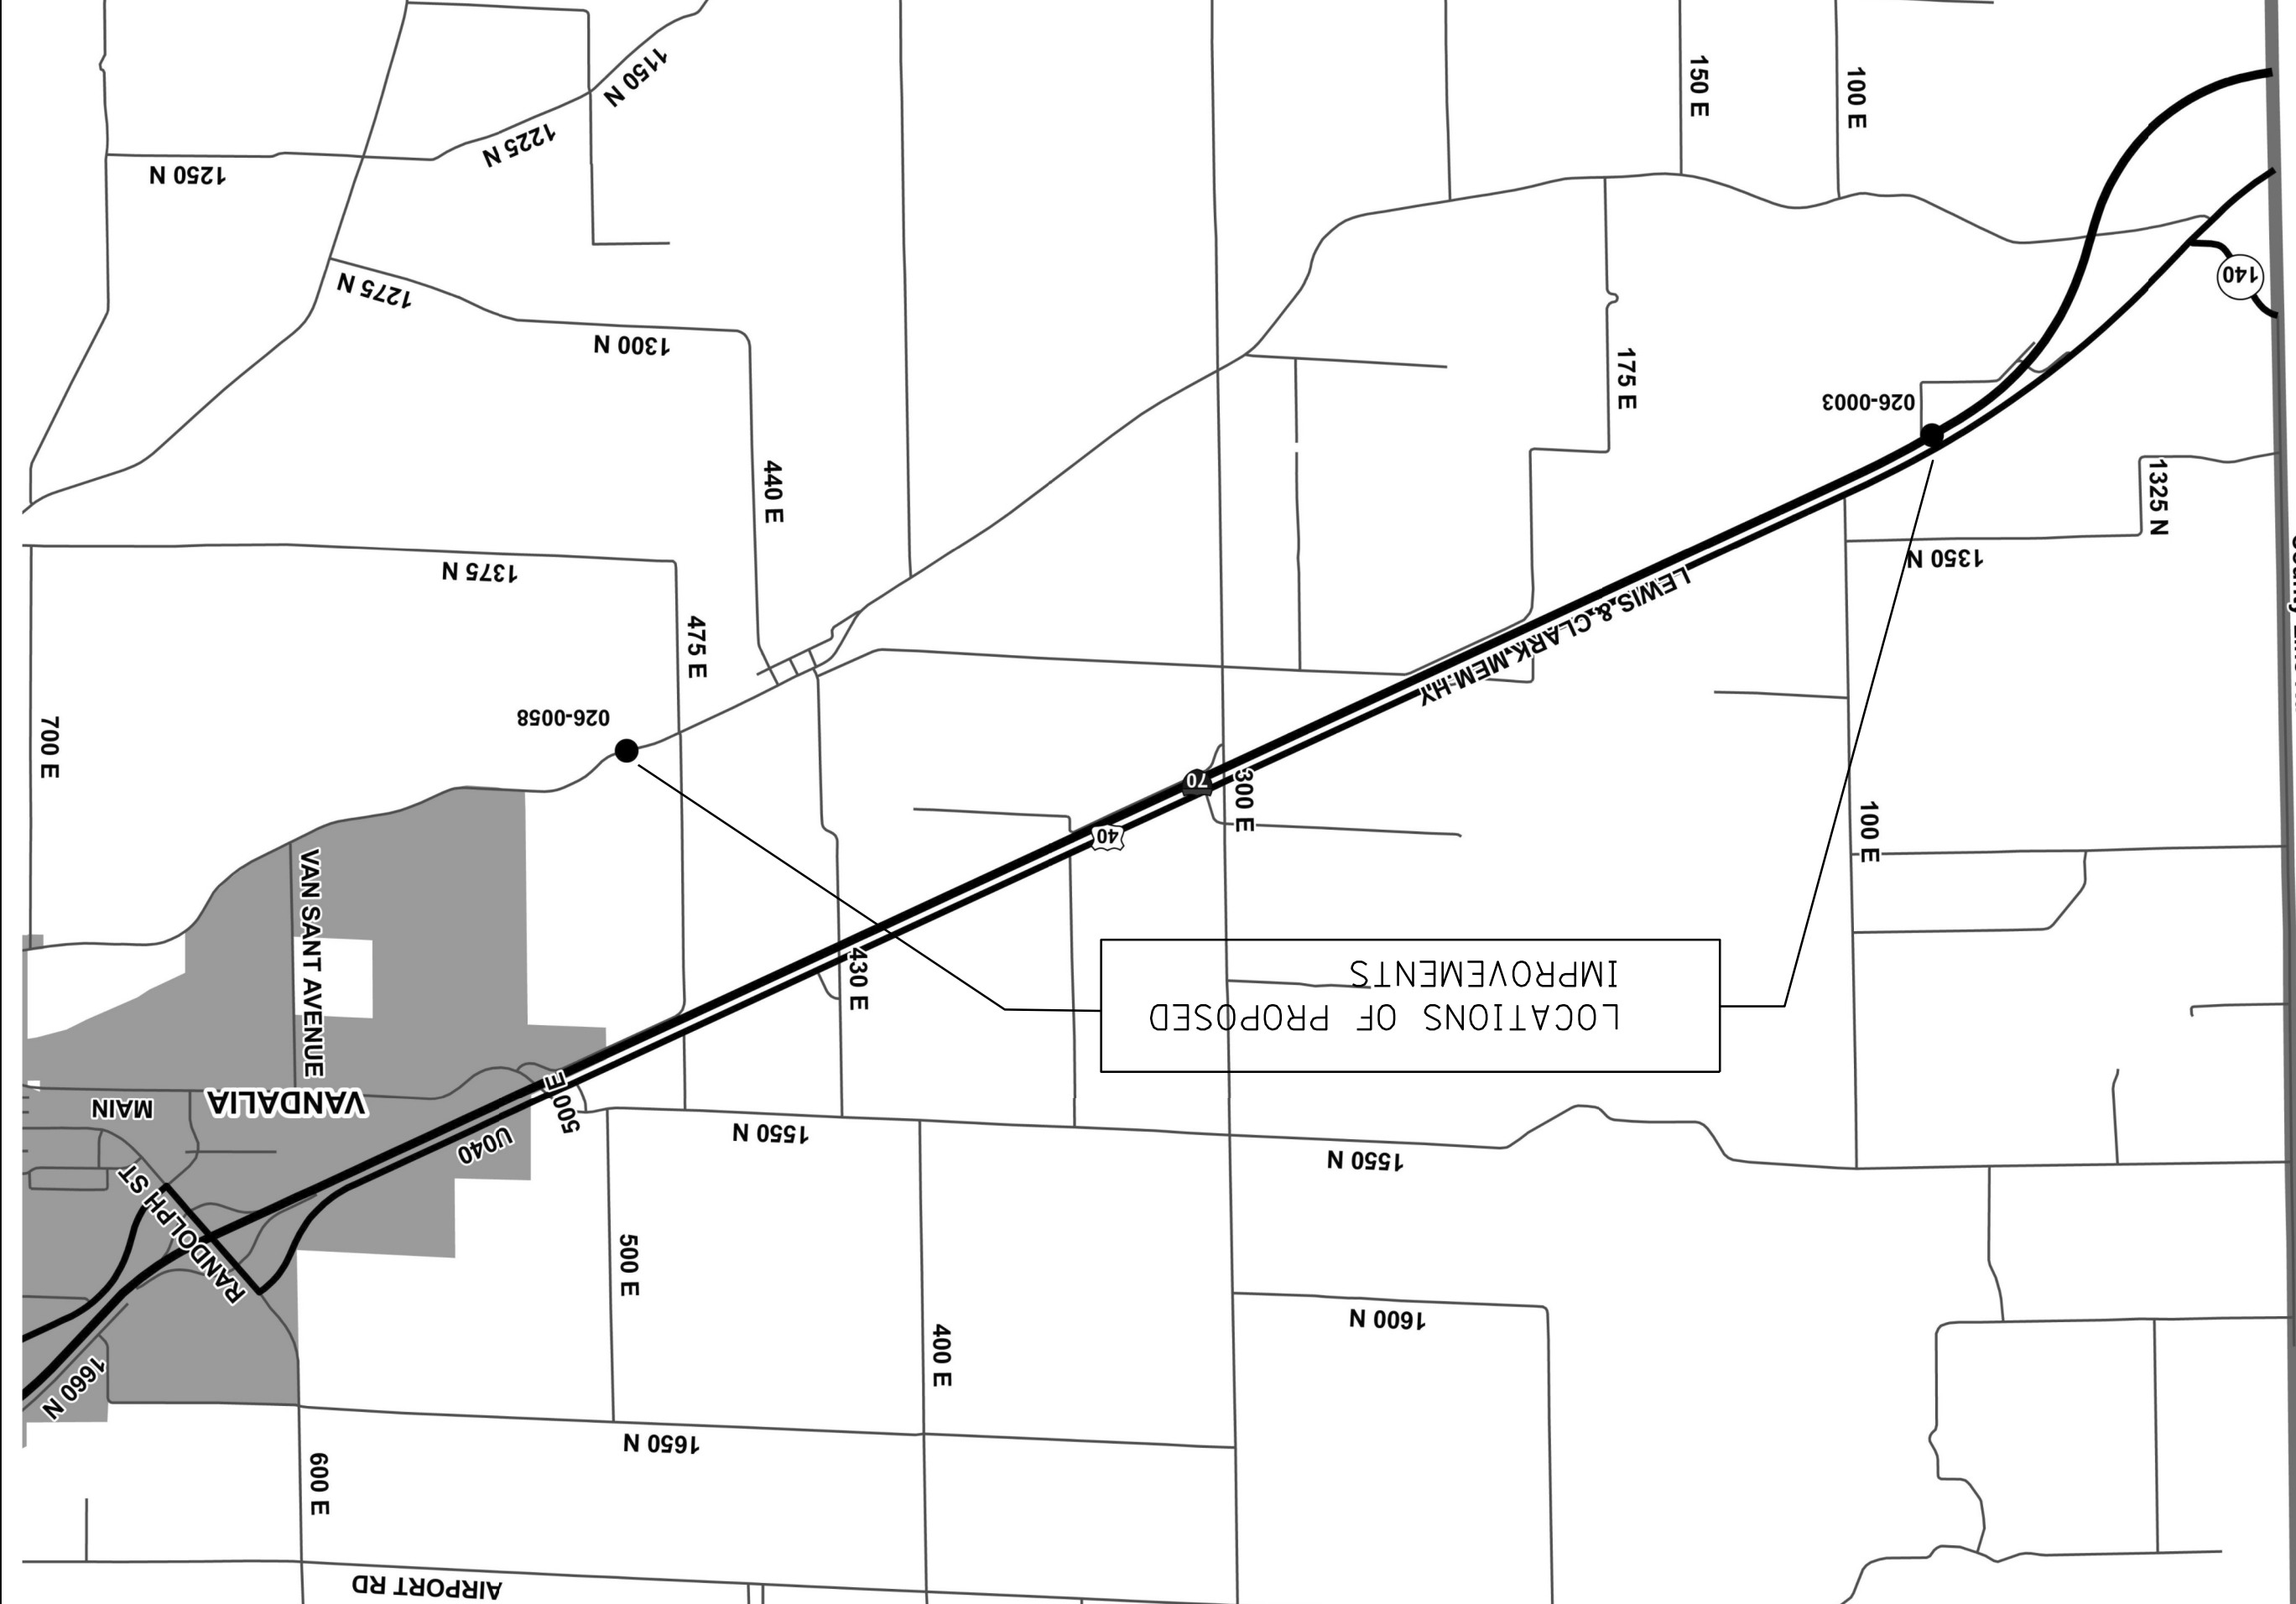 AIRPORT RD
600 E
1650 N
1660 N
400 E
1600 N
500 E
RANDOLPH ST
1550 N
1550 N
U040
500 E
MAIN
VANDALIA
LOCATIONS OF PROPOSED
IMPROVEMENTS
430 E
VAN SANT AVENUE
100 E
40
300 E
70
700 E
026-0058
475 E
LEWIS & CLARK MEM HY
1375 N
1350 N
1325 N
440 E
026-0003
175 E
1300 N
1275 N
140
1250 N
1225 N
1150 N
100 E
150 E